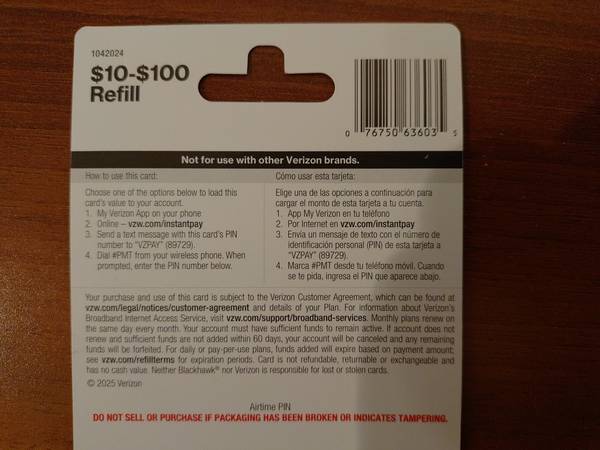 1042024
$10-$100
Refill
0 76750 63603 5
Not for use with other Verizon brands.
How to use this card:
Choose one of the options below to load this
card's value to your account.
1. My Verizon App on your phone
2. Online – vzw.com/instantpay
3. Send a text message with this card's PIN
number to "VZPAY" (89729).
4. Dial #PMT from your wireless phone. When
prompted, enter the PIN number below.
Cómo usar esta tarjeta:
Elige una de las opciones a continuación para
cargar el monto de esta tarjeta a tu cuenta.
1. App My Verizon en tu teléfono
2. Por Internet en vzw.com/instantpay
3. Envía un mensaje de texto con el número de
identificación personal (PIN) de esta tarjeta a
"VZPAY" (89729).
4. Marca #PMT desde tu teléfono móvil. Cuando
se te pida, ingresa el PIN que aparece abajo.
Your purchase and use of this card is subject to the Verizon Customer Agreement, which can be found at
vzw.com/legal/notices/customer-agreement and details of your Plan. For information about Verizon's
Broadband Internet Access Service, visit vzw.com/support/broadband-services. Monthly plans renew on
the same day every month. Your account must have sufficient funds to remain active. If account does not
renew and sufficient funds are not added within 60 days, your account will be canceled and any remaining
funds will be forfeited. For daily or pay-per-use plans, funds added will expire based on payment amount;
see vzw.com/refillterms for expiration periods. Card is not refundable, returnable or exchangeable and
has no cash value. Neither Blackhawk® nor Verizon is responsible for lost or stolen cards.
© 2025 Verizon
Airtime PIN
DO NOT SELL OR PURCHASE IF PACKAGING HAS BEEN BROKEN OR INDICATES TAMPERING.